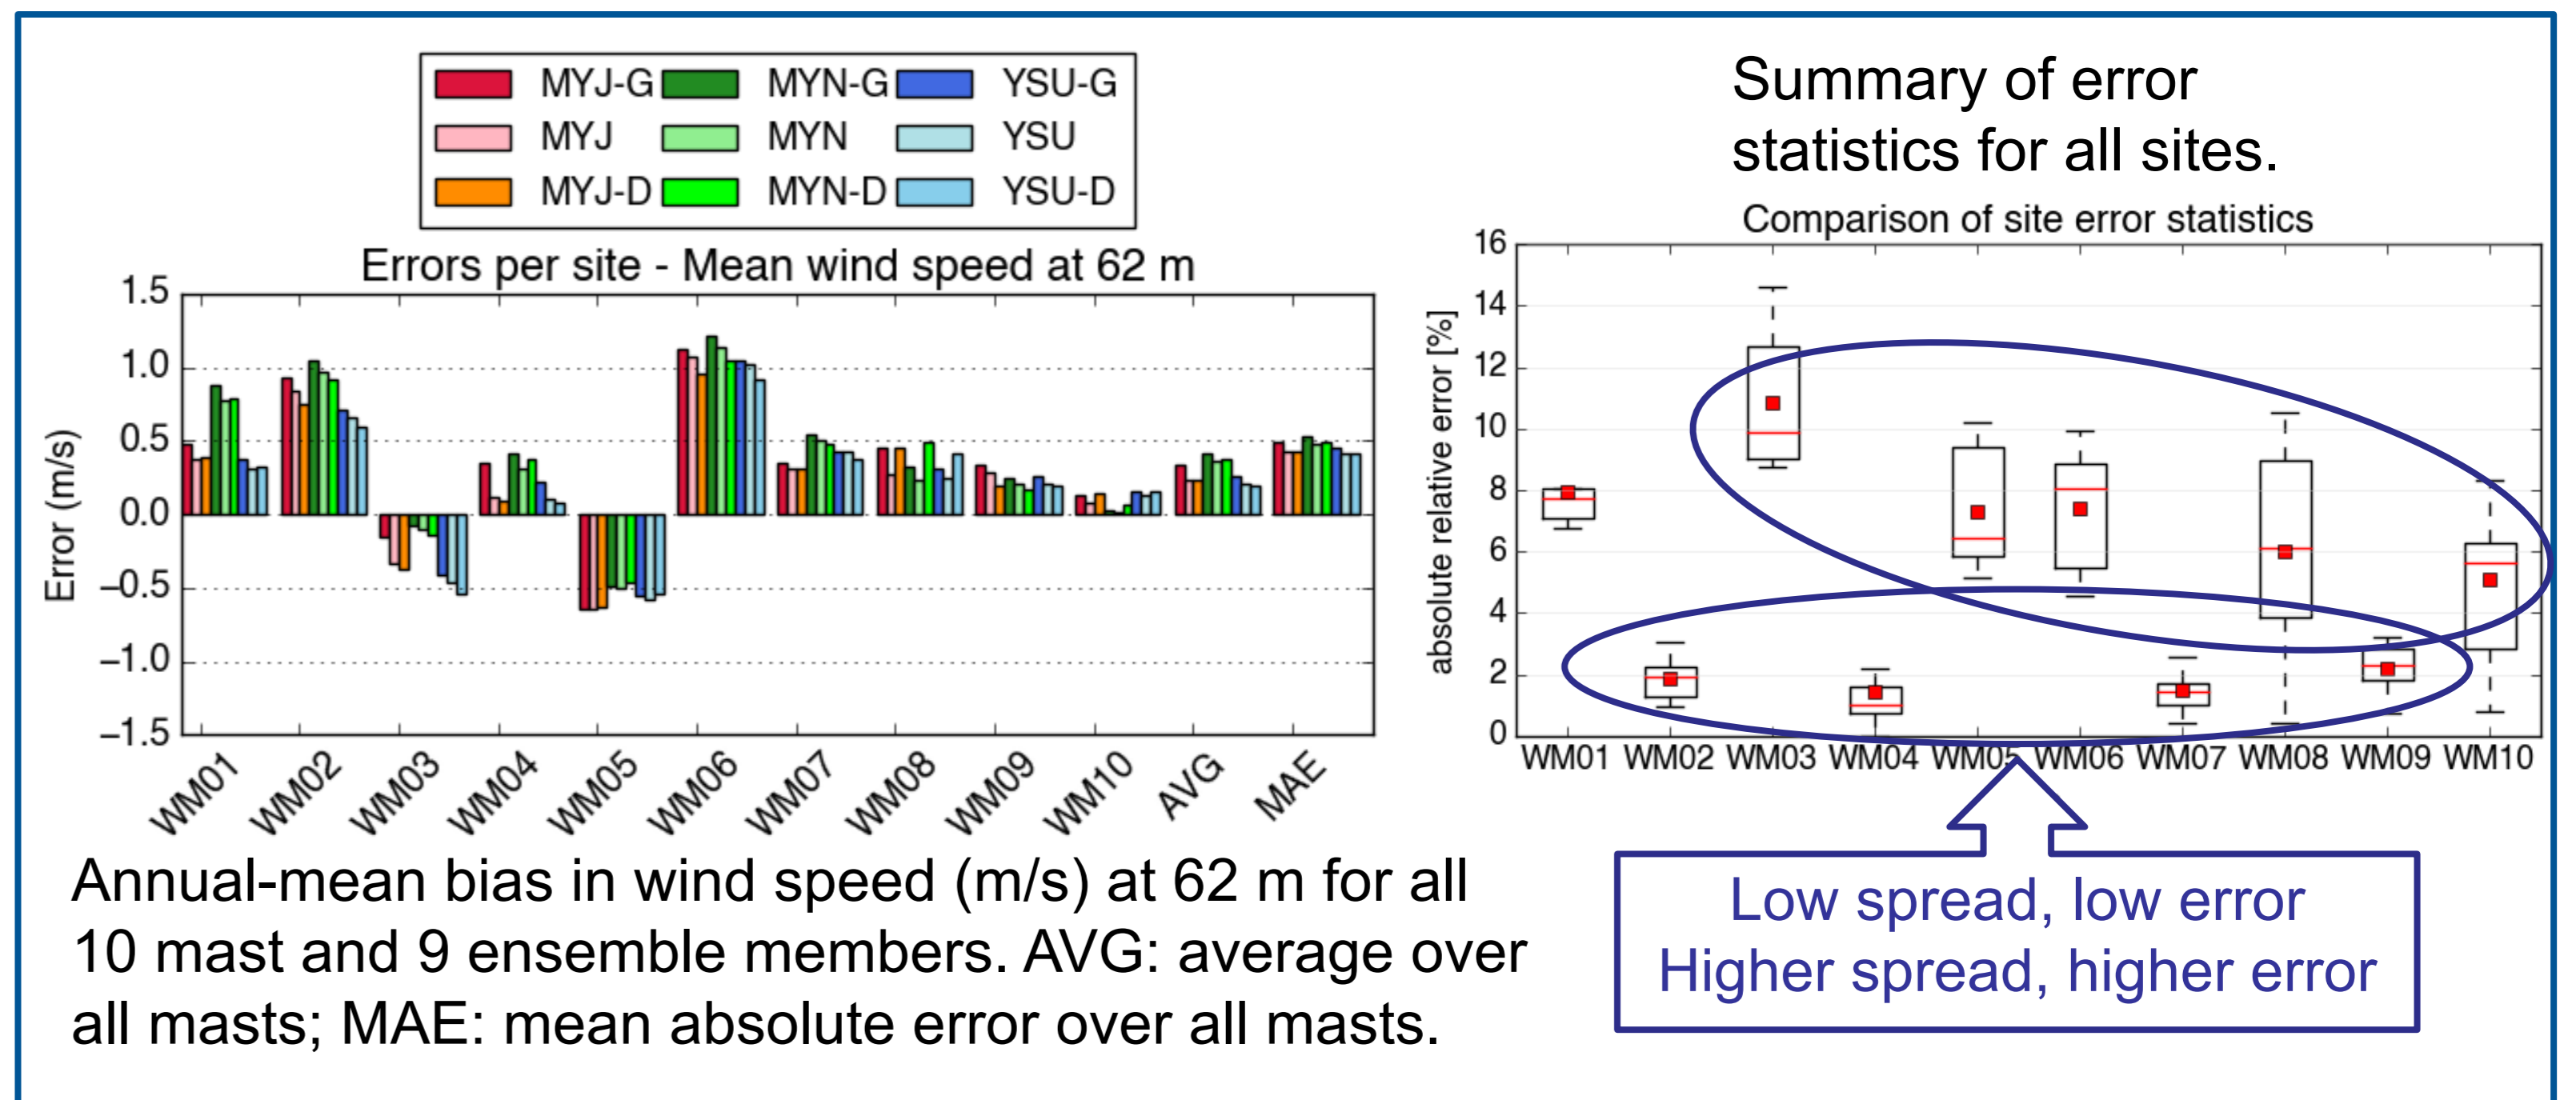 MYJ-G MYN-G YSU-G
MYJ MYN YSU
MYJ-D MYN-D YSU-D
Errors per site - Mean wind speed at 62 m
Error (m/s)
1.5
1.0
0.5
0.0
−0.5
−1.0
−1.5
WM01 WM02 WM03 WM04 WM05 WM06 WM07 WM08 WM09 WM10 AVG MAE
Annual-mean bias in wind speed (m/s) at 62 m for all
10 mast and 9 ensemble members. AVG: average over
all masts; MAE: mean absolute error over all masts.
Summary of error
statistics for all sites.
Comparison of site error statistics
absolute relative error [%]
16
14
12
10
8
6
4
2
0
WM01 WM02 WM03 WM04 WM05 WM06 WM07 WM08 WM09 WM10
Low spread, low error
Higher spread, higher error